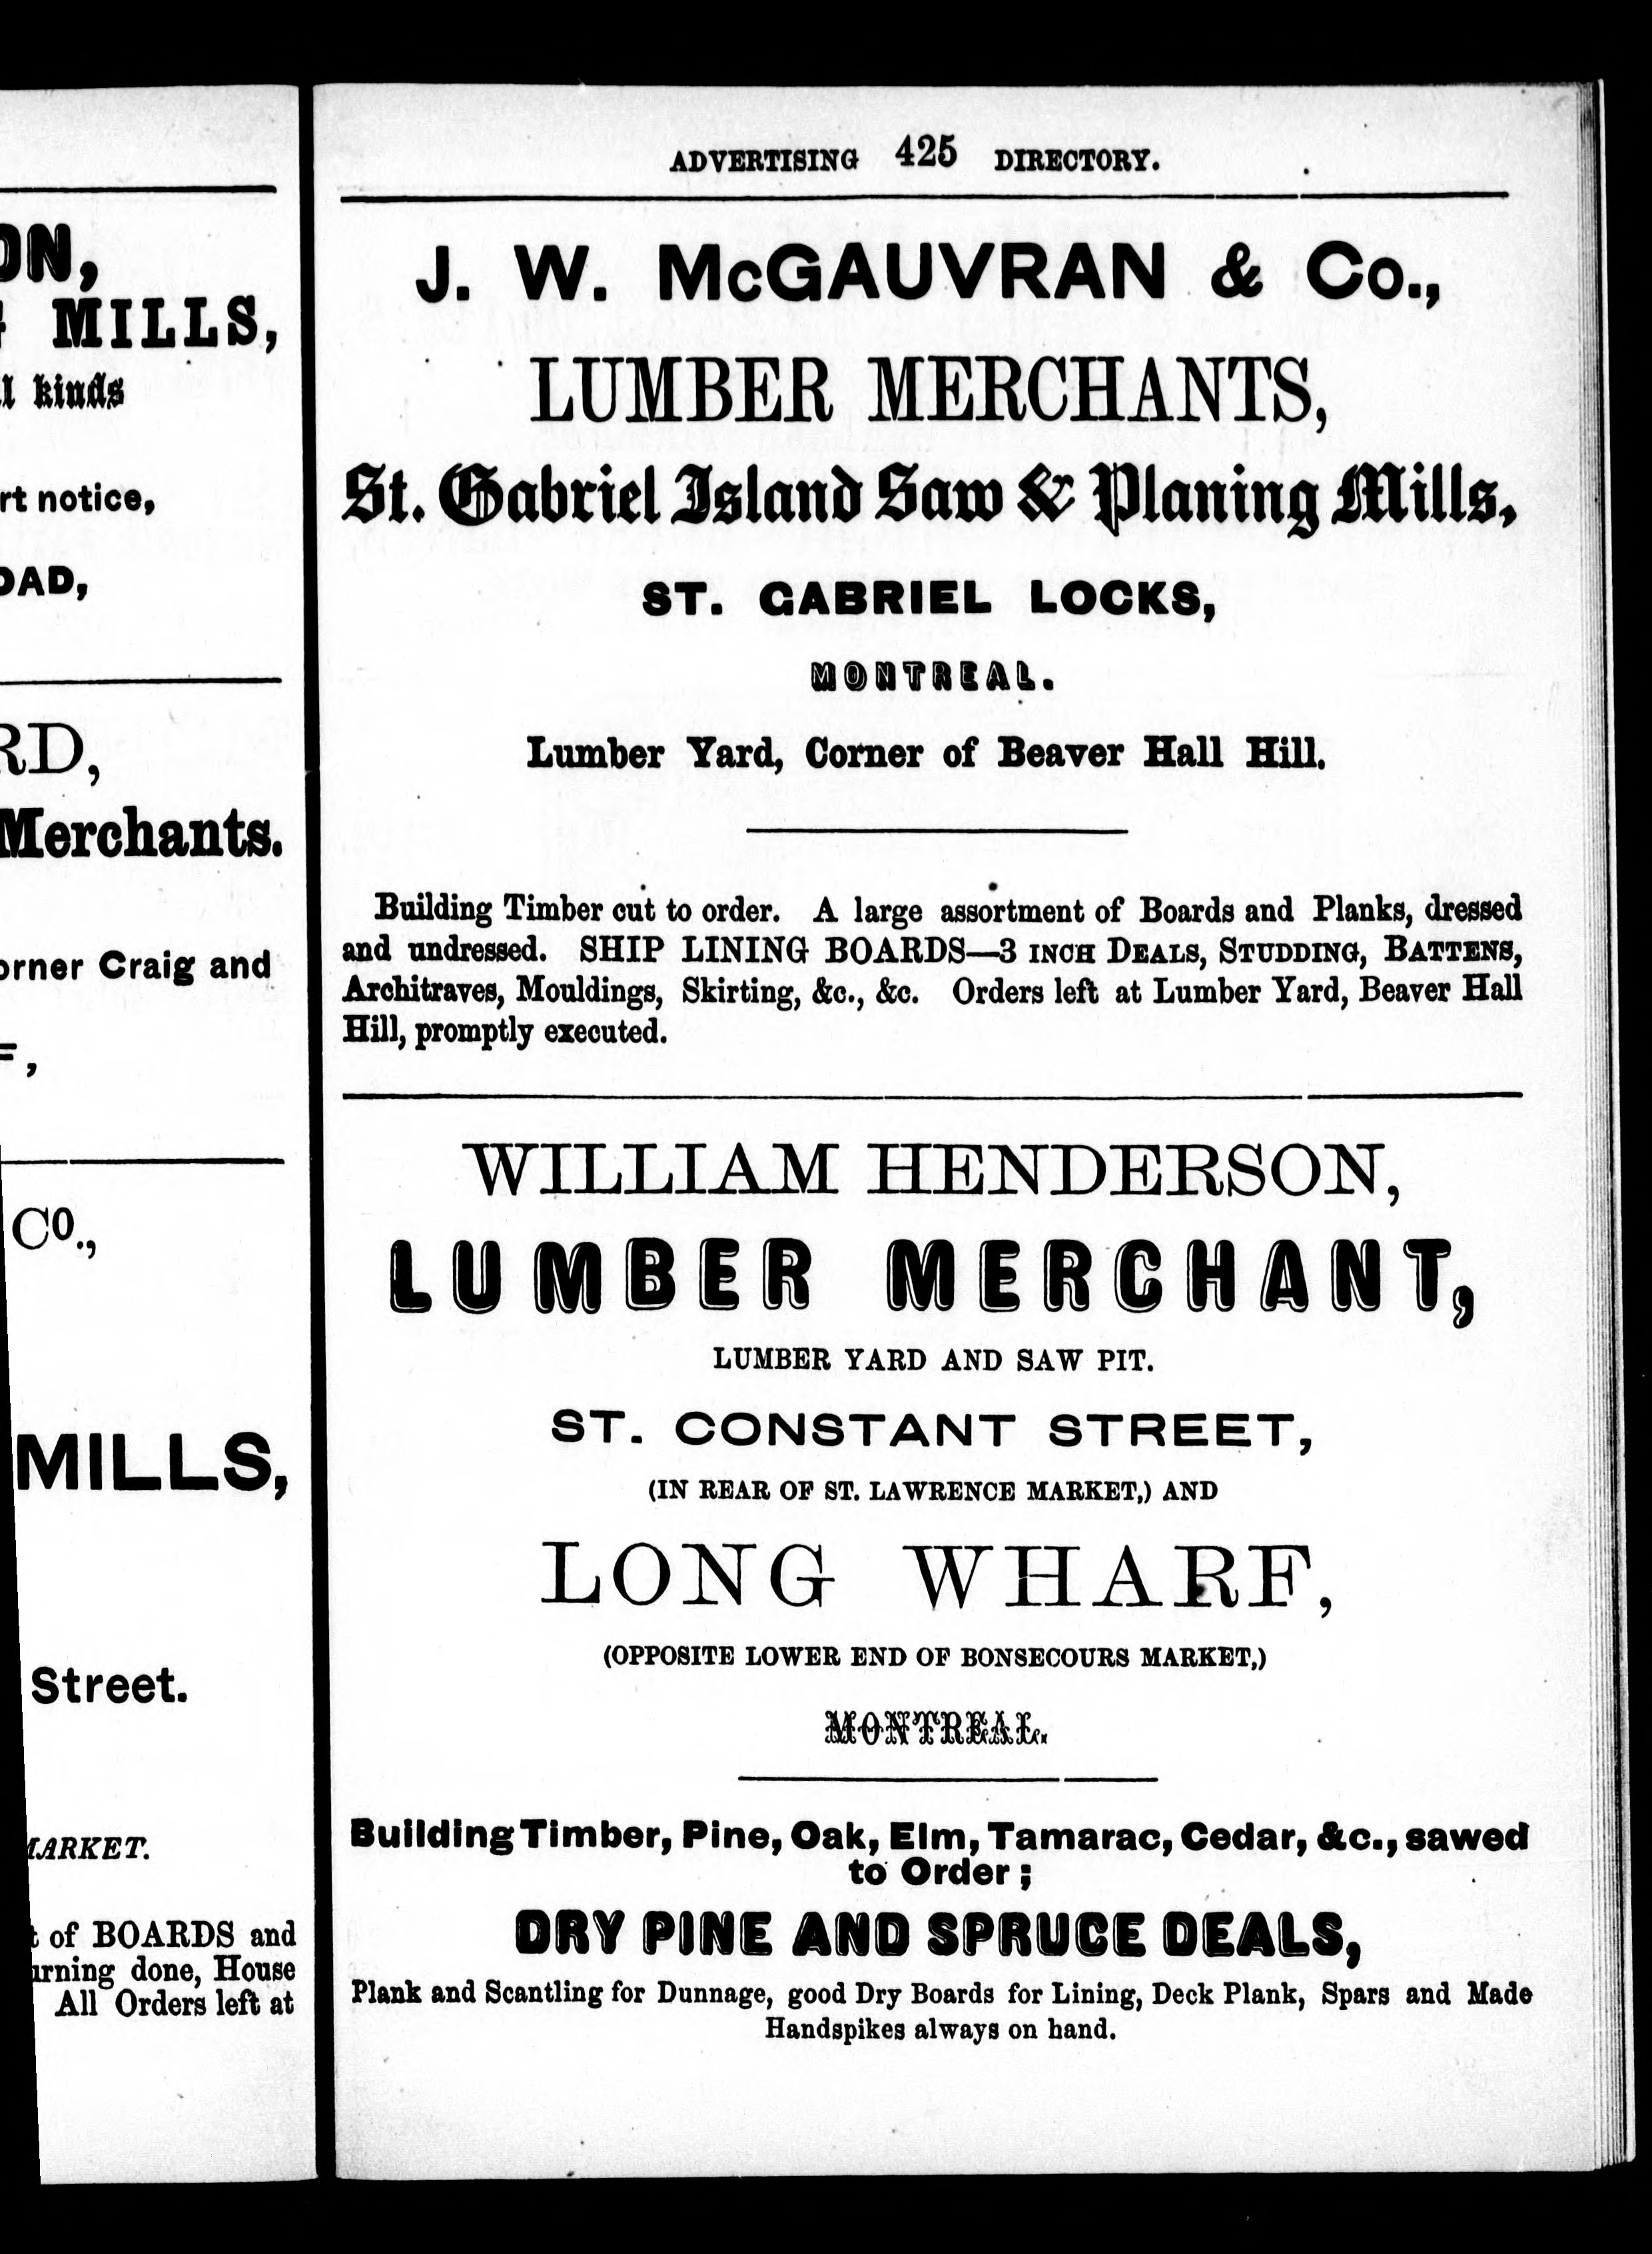 ON,
MILLS,
kinds
rt notice,
OAD,
RD,
Merchants.
orner Craig and
F,
CO.,
MILLS,
Street.
MARKET.
of BOARDS and
urning done, House
All Orders left at
ADVERTISING 425 DIRECTORY.
J. W. McGAUVRAN & Co.,
LUMBER MERCHANTS,
St. Gabriel Island Saw & Planing Mills,
ST. GABRIEL LOCKS,
MONTREAL.
Lumber Yard, Corner of Beaver Hall Hill.
Building Timber cut to order. A large assortment of Boards and Planks, dressed
and undressed. SHIP LINING BOARDS—3 INCH DEALS, STUDDING, BATTENS,
Architraves, Mouldings, Skirting, &c., &c. Orders left at Lumber Yard, Beaver Hall
Hill, promptly executed.
WILLIAM HENDERSON,
LUMBER MERCHANT,
LUMBER YARD AND SAW PIT.
ST. CONSTANT STREET,
(IN REAR OF ST. LAWRENCE MARKET,) AND
LONG WHARF,
(OPPOSITE LOWER END OF BONSECOURS MARKET,)
MONTREAL.
Building Timber, Pine, Oak, Elm, Tamarac, Cedar, &c., sawed
to Order;
DRY PINE AND SPRUCE DEALS,
Plank and Scantling for Dunnage, good Dry Boards for Lining, Deck Plank, Spars and Made
Handspikes always on hand.